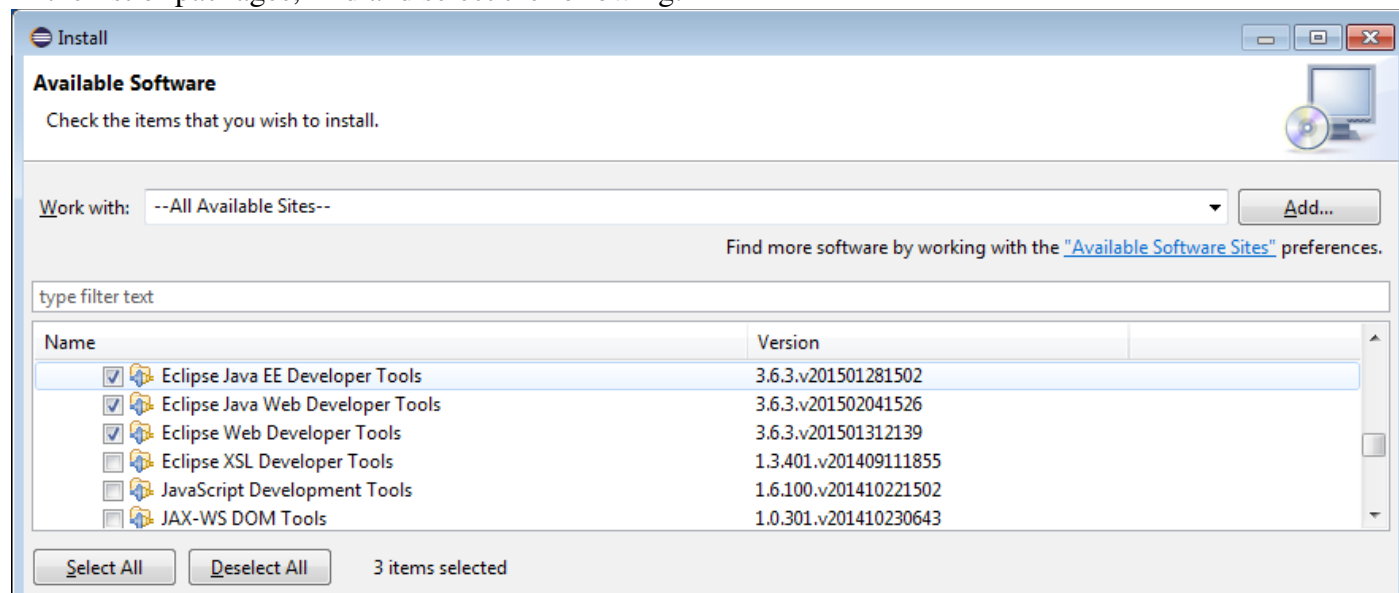 Install
Available Software
Check the items that you wish to install.
Work with: --All Available Sites-- Add...
Find more software by working with the "Available Software Sites" preferences.
type filter text
Name Version
Eclipse Java EE Developer Tools 3.6.3.v201501281502
Eclipse Java Web Developer Tools 3.6.3.v201502041526
Eclipse Web Developer Tools 3.6.3.v201501312139
Eclipse XSL Developer Tools 1.3.401.v201409111855
JavaScript Development Tools 1.6.100.v201410221502
JAX-WS DOM Tools 1.0.301.v201410230643
Select All Deselect All 3 items selected